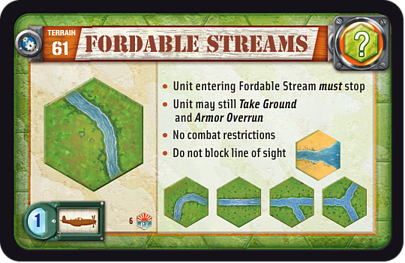 TERRAIN
61
FORDABLE STREAMS
?
• Unit entering Fordable Stream must stop
• Unit may still Take Ground
and Armor Overrun
• No combat restrictions
• Do not block line of sight
1
6